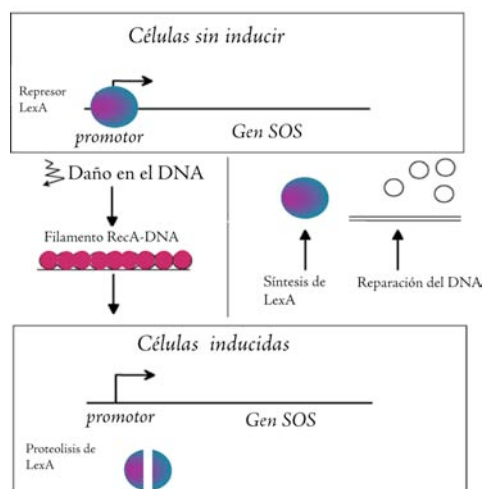 Células sin inducir
Represor
LexA
promotor
Gen SOS
Daño en el DNA
Filamento RecA-DNA
Síntesis de
LexA
Reparación del DNA
Células inducidas
promotor
Gen SOS
Proteolisis de
LexA